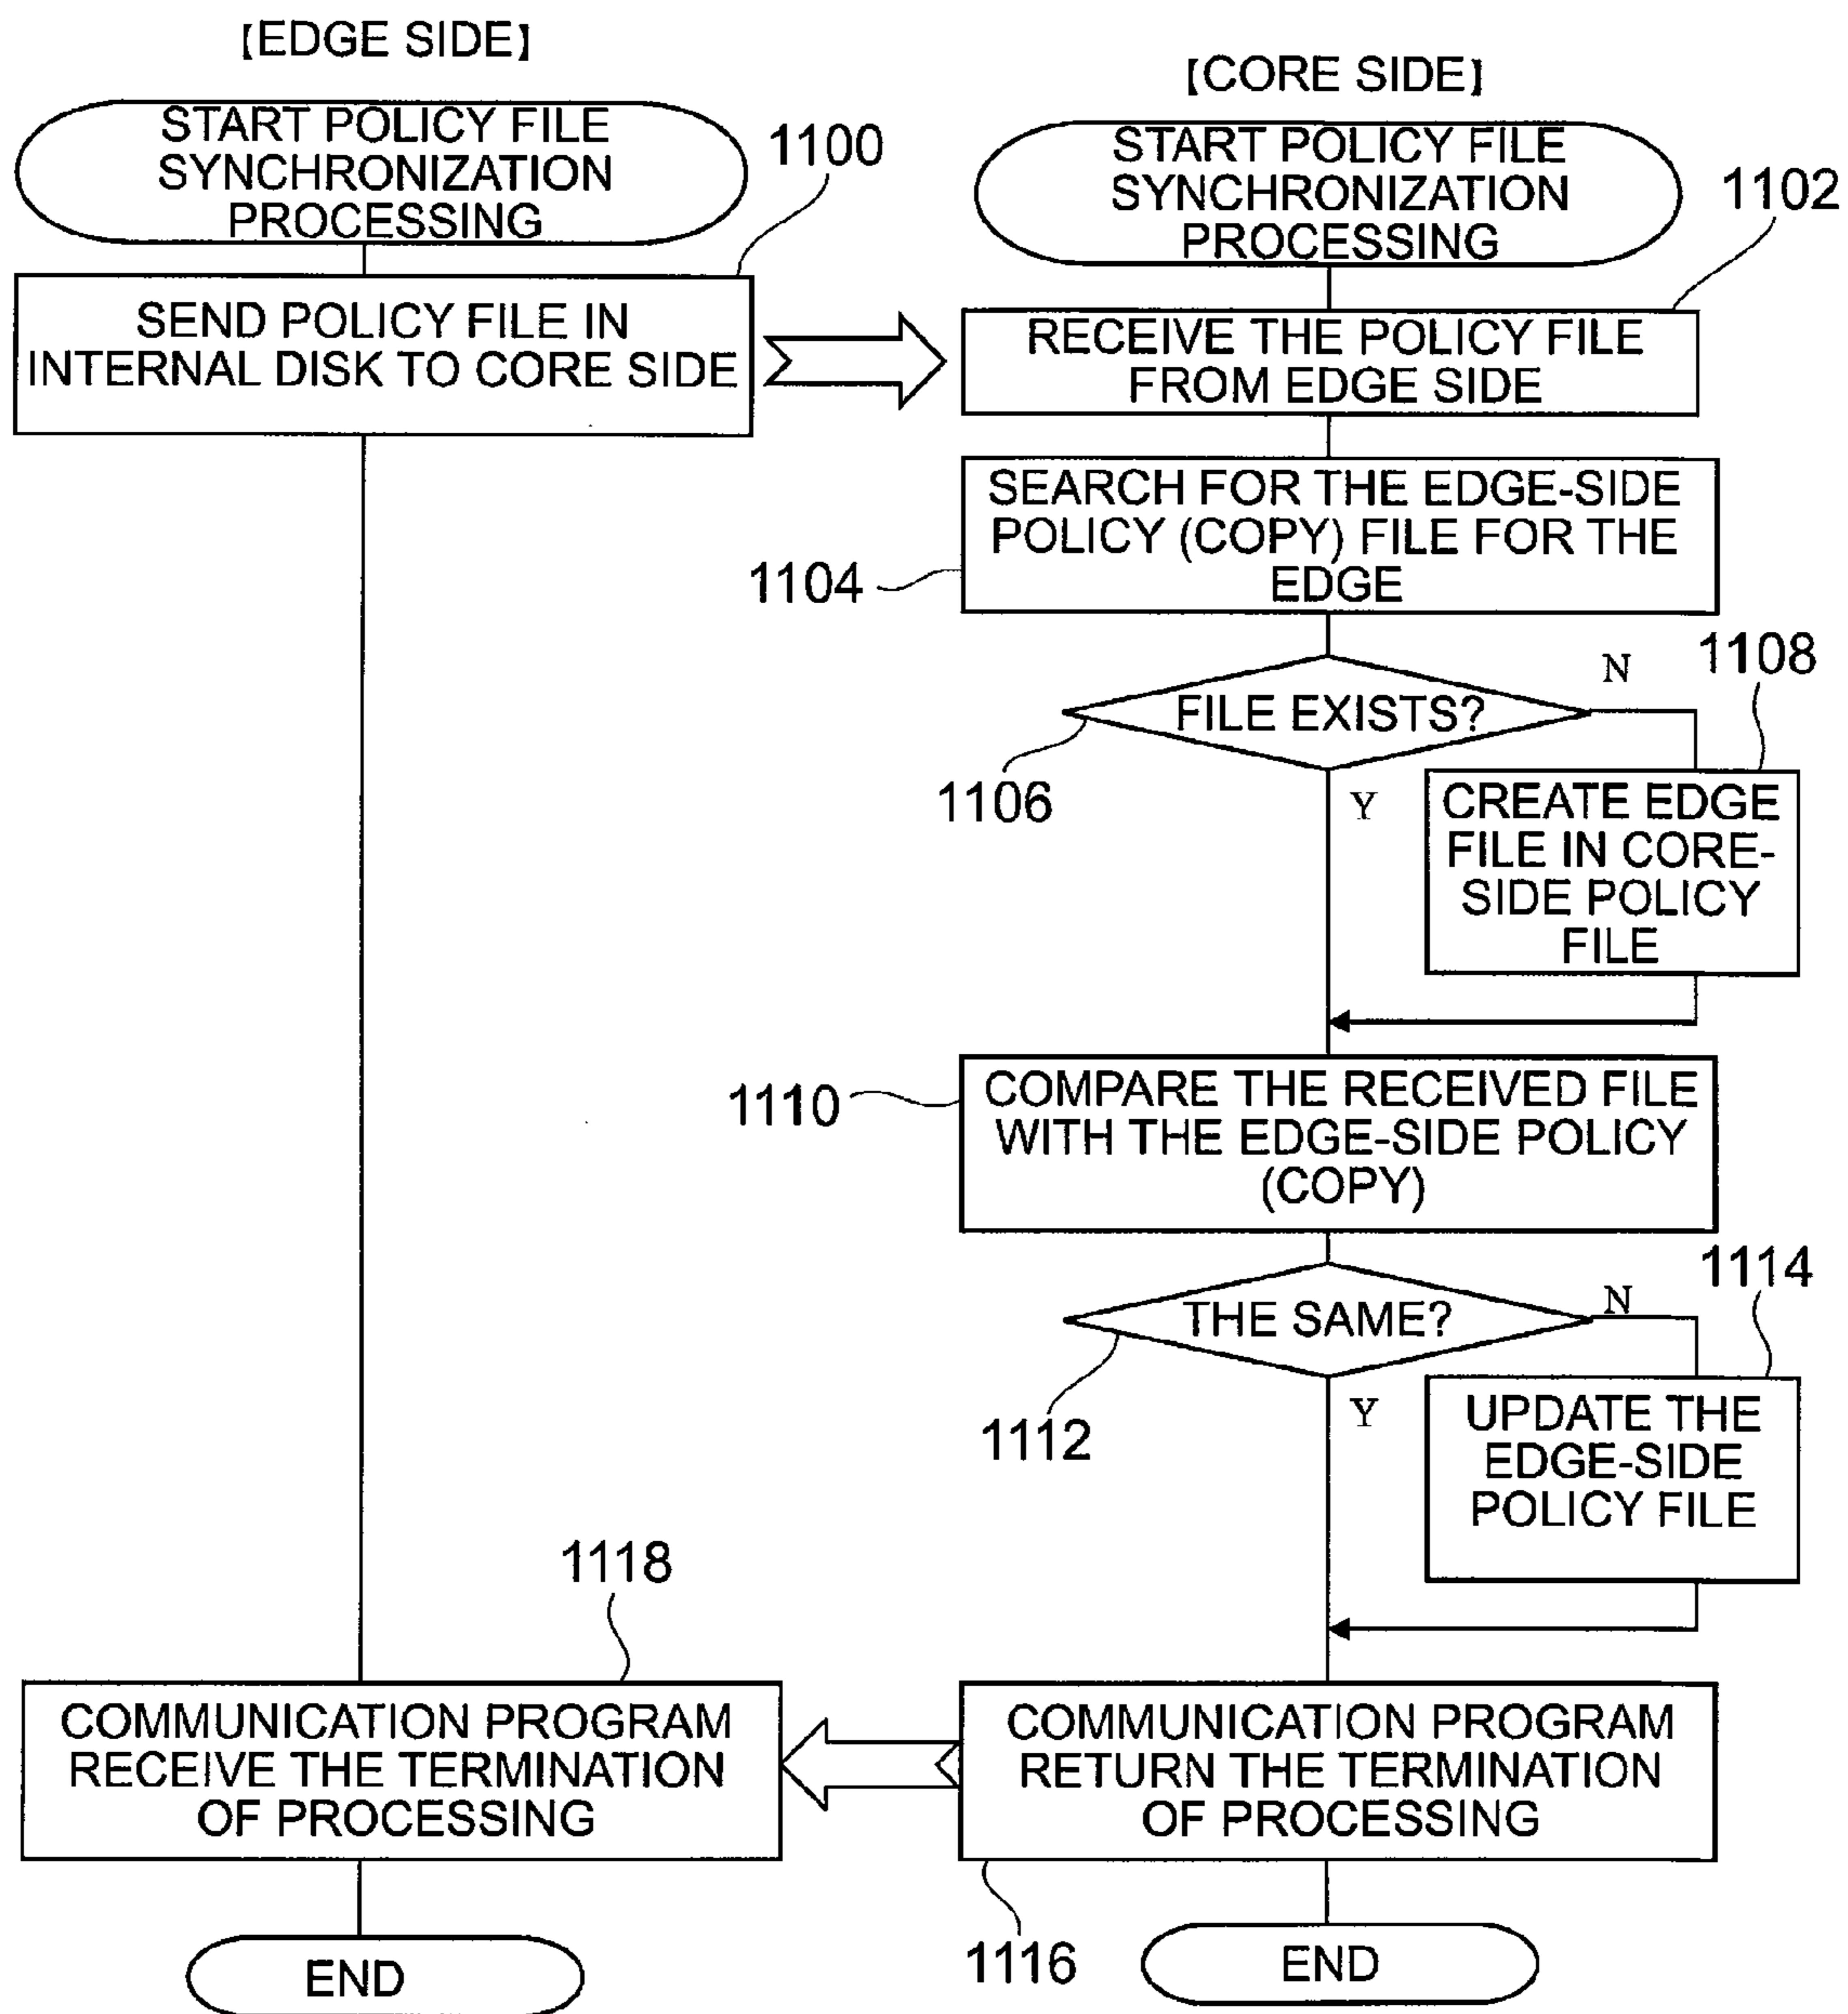 【EDGE SIDE】
START POLICY FILE
SYNCHRONIZATION
PROCESSING
1100
SEND POLICY FILE IN
INTERNAL DISK TO CORE SIDE
【CORE SIDE】
START POLICY FILE
SYNCHRONIZATION
PROCESSING
1102
RECEIVE THE POLICY FILE
FROM EDGE SIDE
SEARCH FOR THE EDGE-SIDE
POLICY (COPY) FILE FOR THE
EDGE
1104
FILE EXISTS?
N
1108
1106
Y
CREATE EDGE
FILE IN CORE-
SIDE POLICY
FILE
1110
COMPARE THE RECEIVED FILE
WITH THE EDGE-SIDE POLICY
(COPY)
1114
THE SAME?
N
1112
Y
UPDATE THE
EDGE-SIDE
POLICY FILE
1118
COMMUNICATION PROGRAM
RECEIVE THE TERMINATION
OF PROCESSING
COMMUNICATION PROGRAM
RETURN THE TERMINATION
OF PROCESSING
1116
END
END